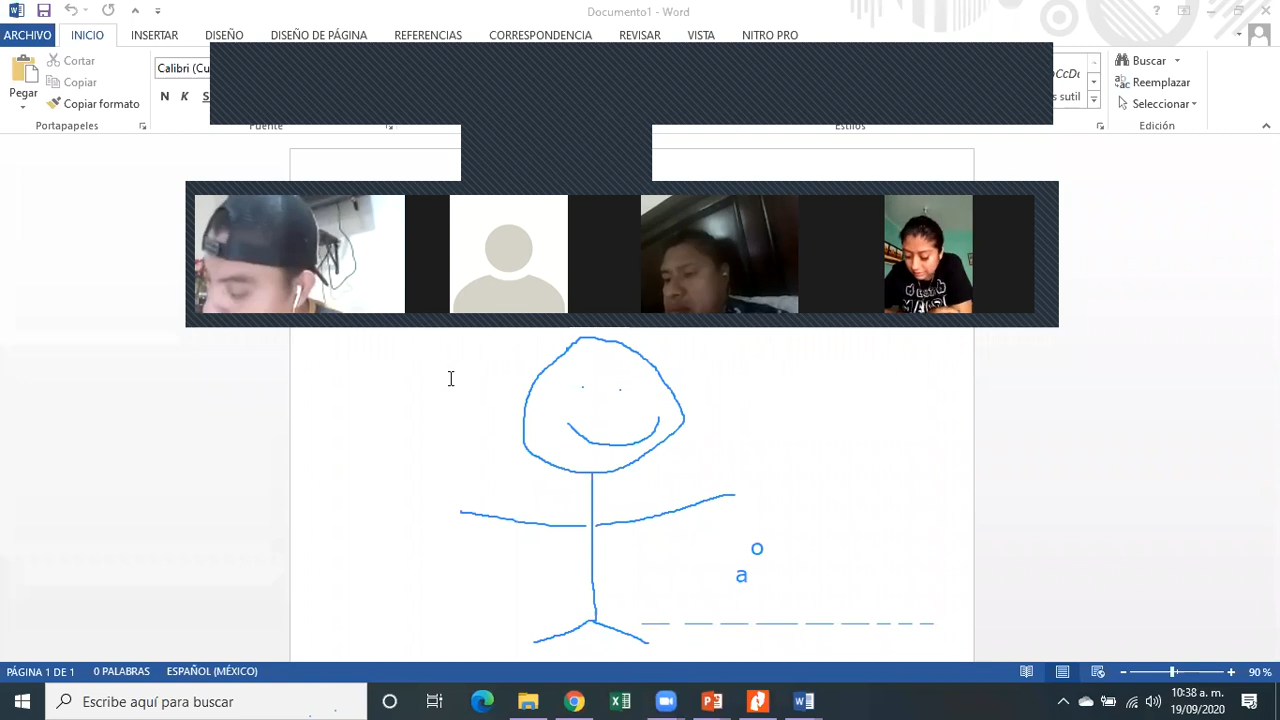 Documento1 - Word
ARCHIVO INICIO INSERTAR DISEÑO DISEÑO DE PÁGINA REFERENCIAS CORRESPONDENCIA REVISAR VISTA NITRO PRO
Pegar
Cortar
Copiar
Copiar formato
Portapapeles
Calibri (Cu
N K S
Fuente
s sutil
Estilos
Buscar
Reemplazar
Seleccionar
Edición
o
a
PÁGINA 1 DE 1 0 PALABRAS ESPAÑOL (MÉXICO) 90 %
Escribe aquí para buscar
10:38 a. m.
19/09/2020